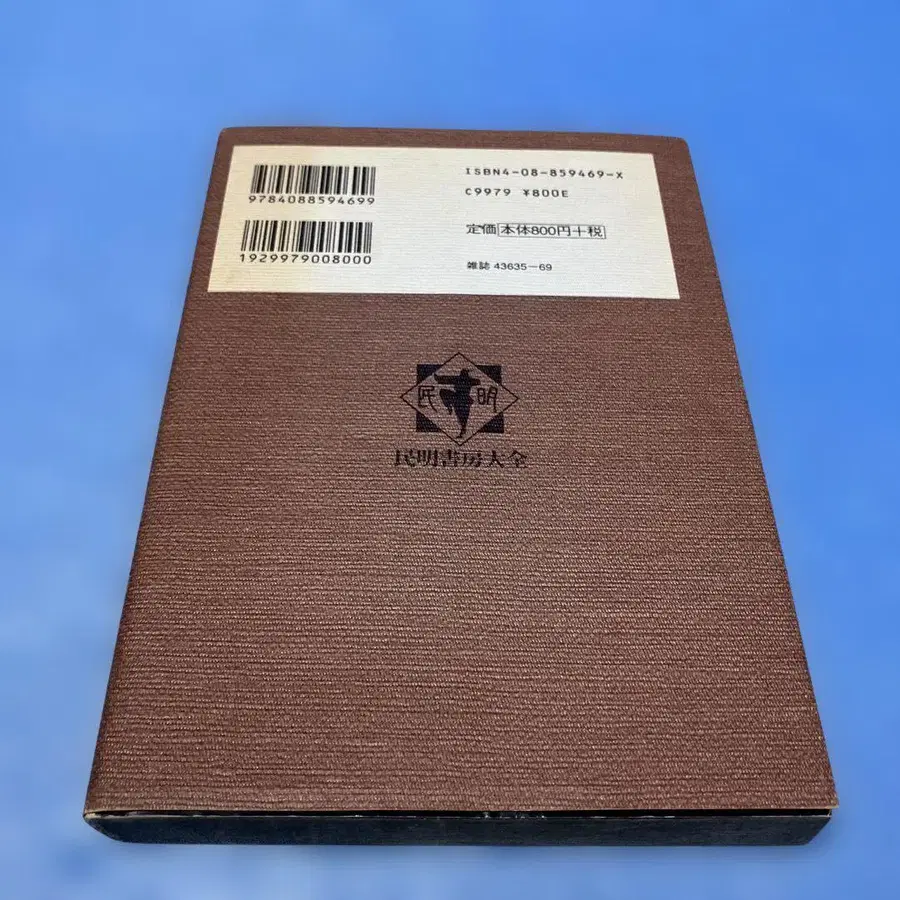 9784088594699
1929979008000
ISBN4-08-859469-X
C9979 ¥800E
定価 本体800円+税
雑誌 43635-69
民 明
民明書房大全